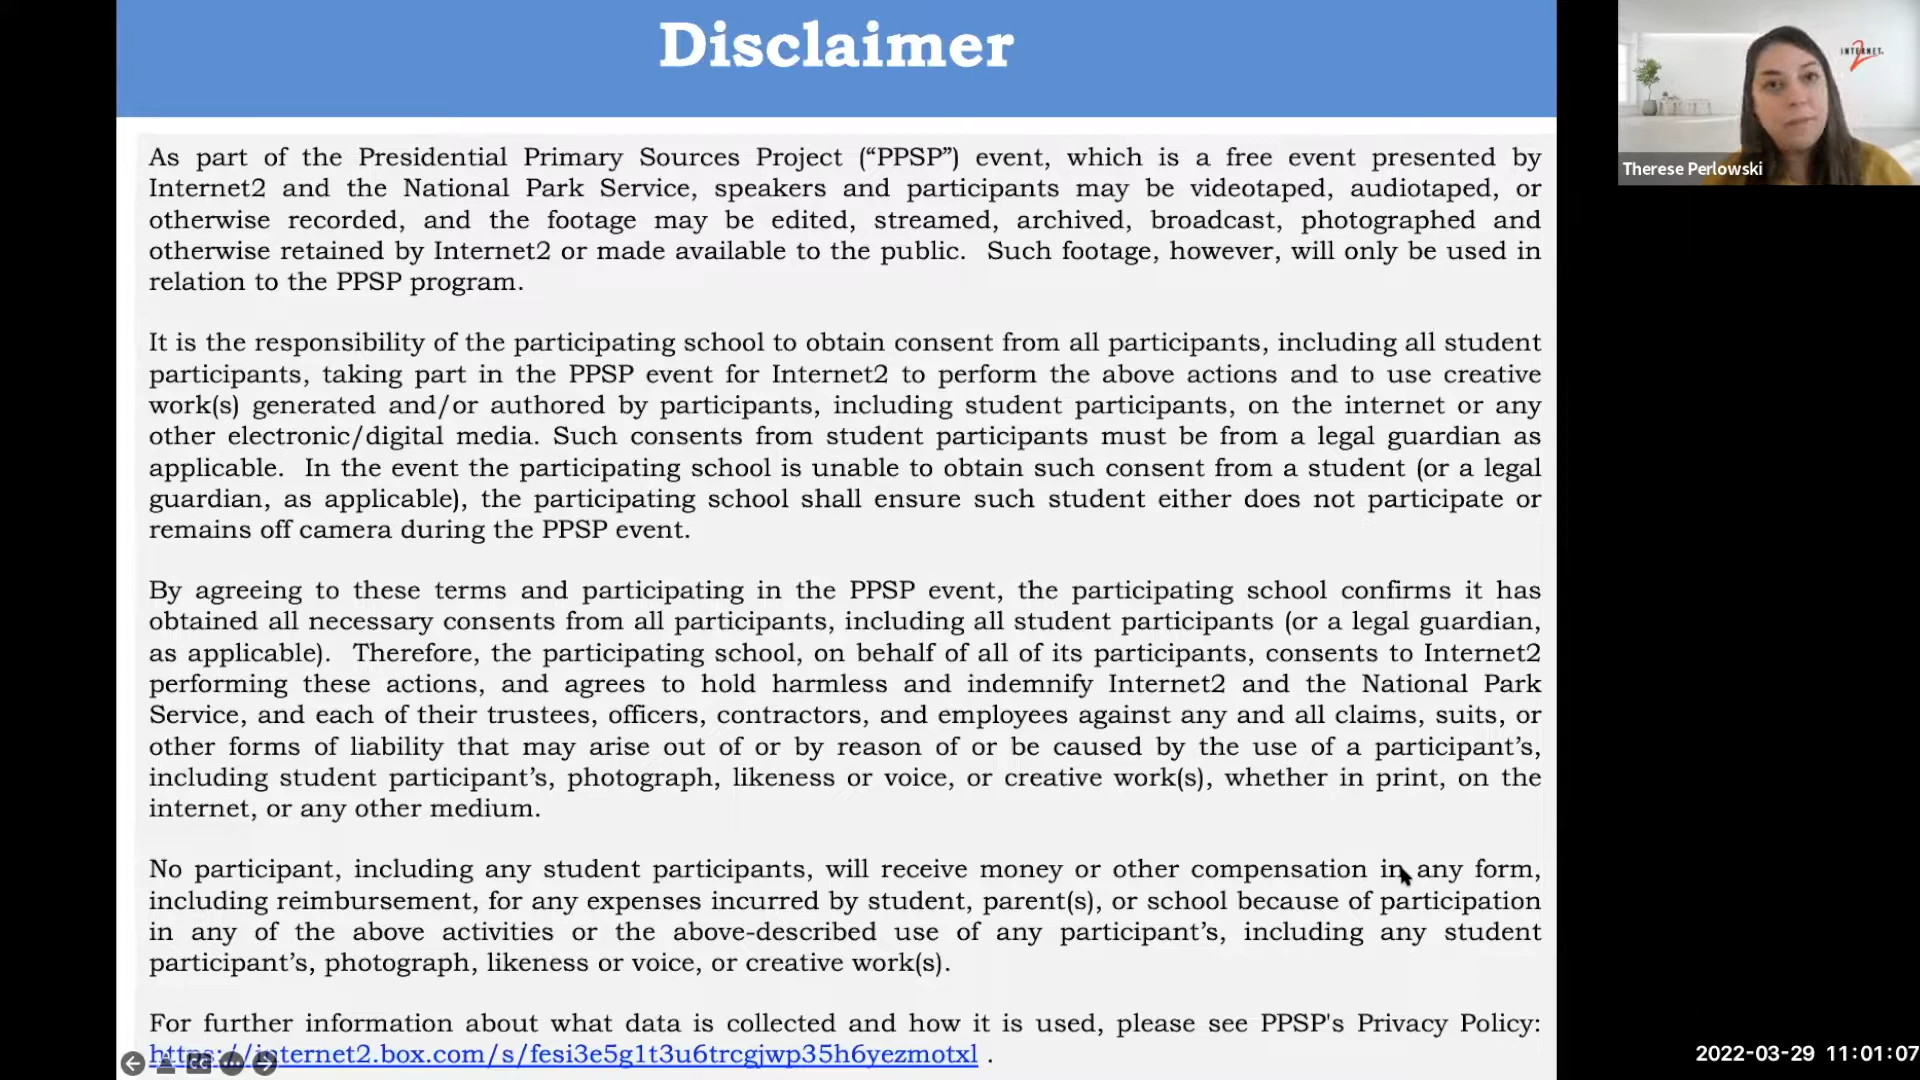 Disclaimer
As part of the Presidential Primary Sources Project (“PPSP”) event, which is a free event presented by
Internet2 and the National Park Service, speakers and participants may be videotaped, audiotaped, or
otherwise recorded, and the footage may be edited, streamed, archived, broadcast, photographed and
otherwise retained by Internet2 or made available to the public.  Such footage, however, will only be used in
relation to the PPSP program.
It is the responsibility of the participating school to obtain consent from all participants, including all student
participants, taking part in the PPSP event for Internet2 to perform the above actions and to use creative
work(s) generated and/or authored by participants, including student participants, on the internet or any
other electronic/digital media. Such consents from student participants must be from a legal guardian as
applicable.  In the event the participating school is unable to obtain such consent from a student (or a legal
guardian, as applicable), the participating school shall ensure such student either does not participate or
remains off camera during the PPSP event.
By agreeing to these terms and participating in the PPSP event, the participating school confirms it has
obtained all necessary consents from all participants, including all student participants (or a legal guardian,
as applicable).  Therefore, the participating school, on behalf of all of its participants, consents to Internet2
performing these actions, and agrees to hold harmless and indemnify Internet2 and the National Park
Service, and each of their trustees, officers, contractors, and employees against any and all claims, suits, or
other forms of liability that may arise out of or by reason of or be caused by the use of a participant’s,
including student participant’s, photograph, likeness or voice, or creative work(s), whether in print, on the
internet, or any other medium.
No participant, including any student participants, will receive money or other compensation in any form,
including reimbursement, for any expenses incurred by student, parent(s), or school because of participation
in any of the above activities or the above-described use of any participant’s, including any student
participant’s, photograph, likeness or voice, or creative work(s).
For further information about what data is collected and how it is used, please see PPSP's Privacy Policy:
https://internet2.box.com/s/fesi3e5g1t3u6trcgjwp35h6yezmotxl .
CC
INTERNET
2
Therese Perlowski
2022-03-29 11:01:07